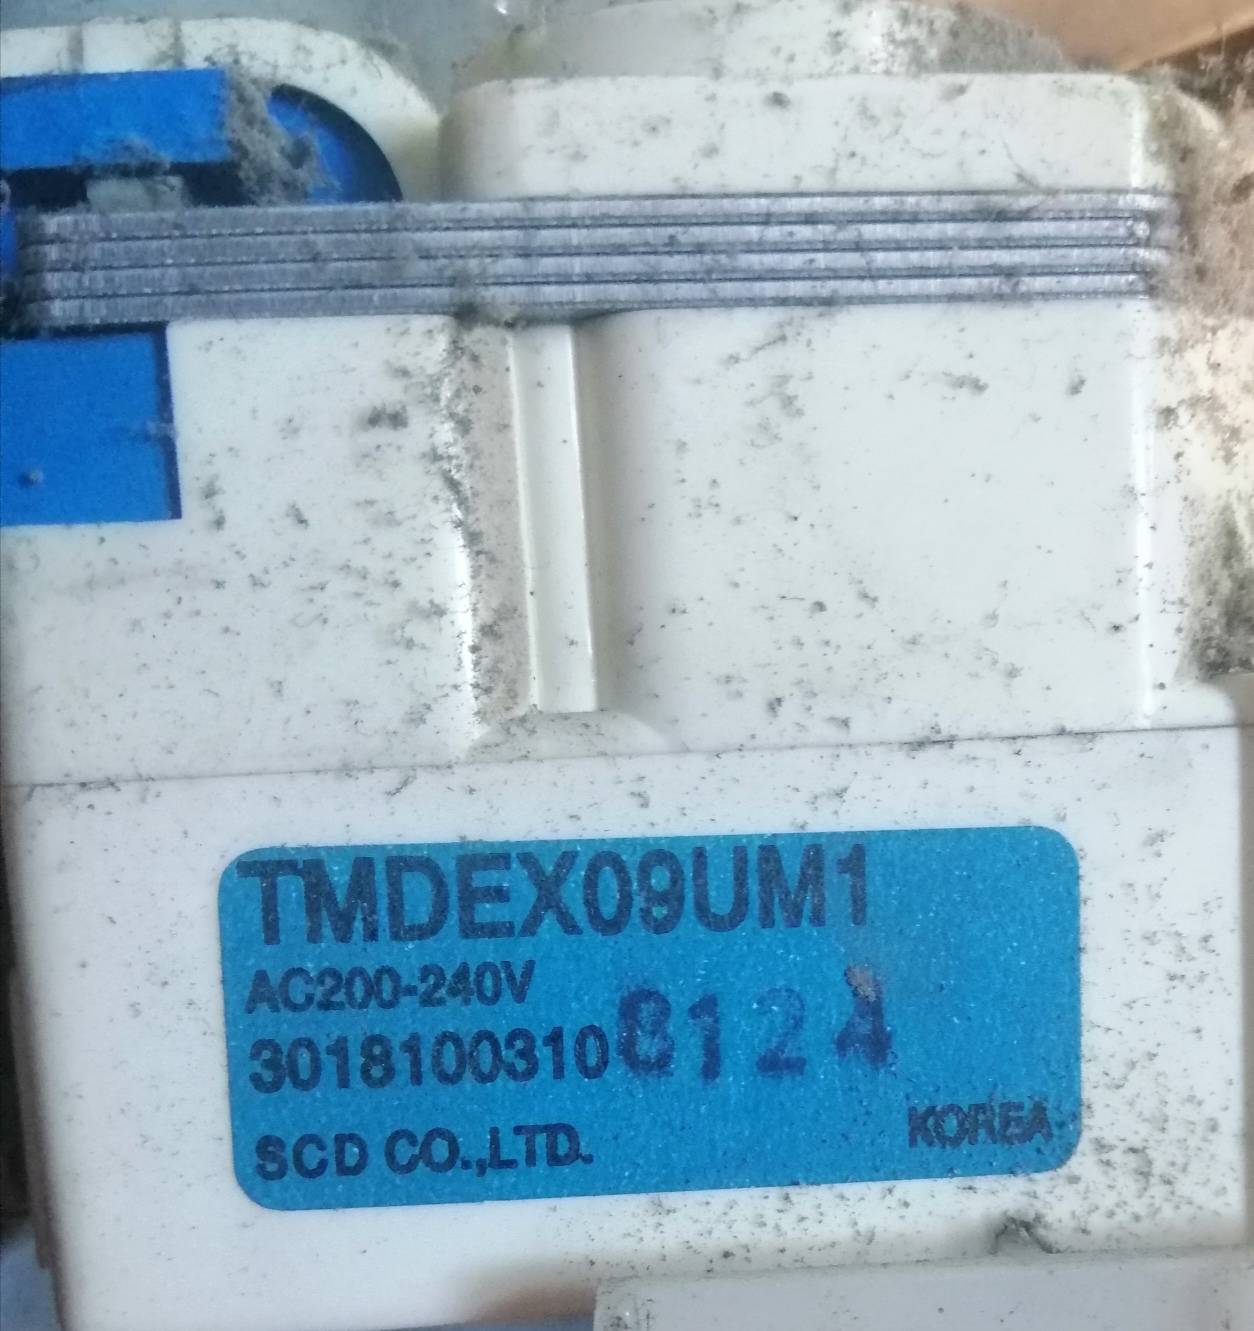 TMDEX09UM1
AC200-240V
3018100310 812
SCD CO.,LTD.
KOREA